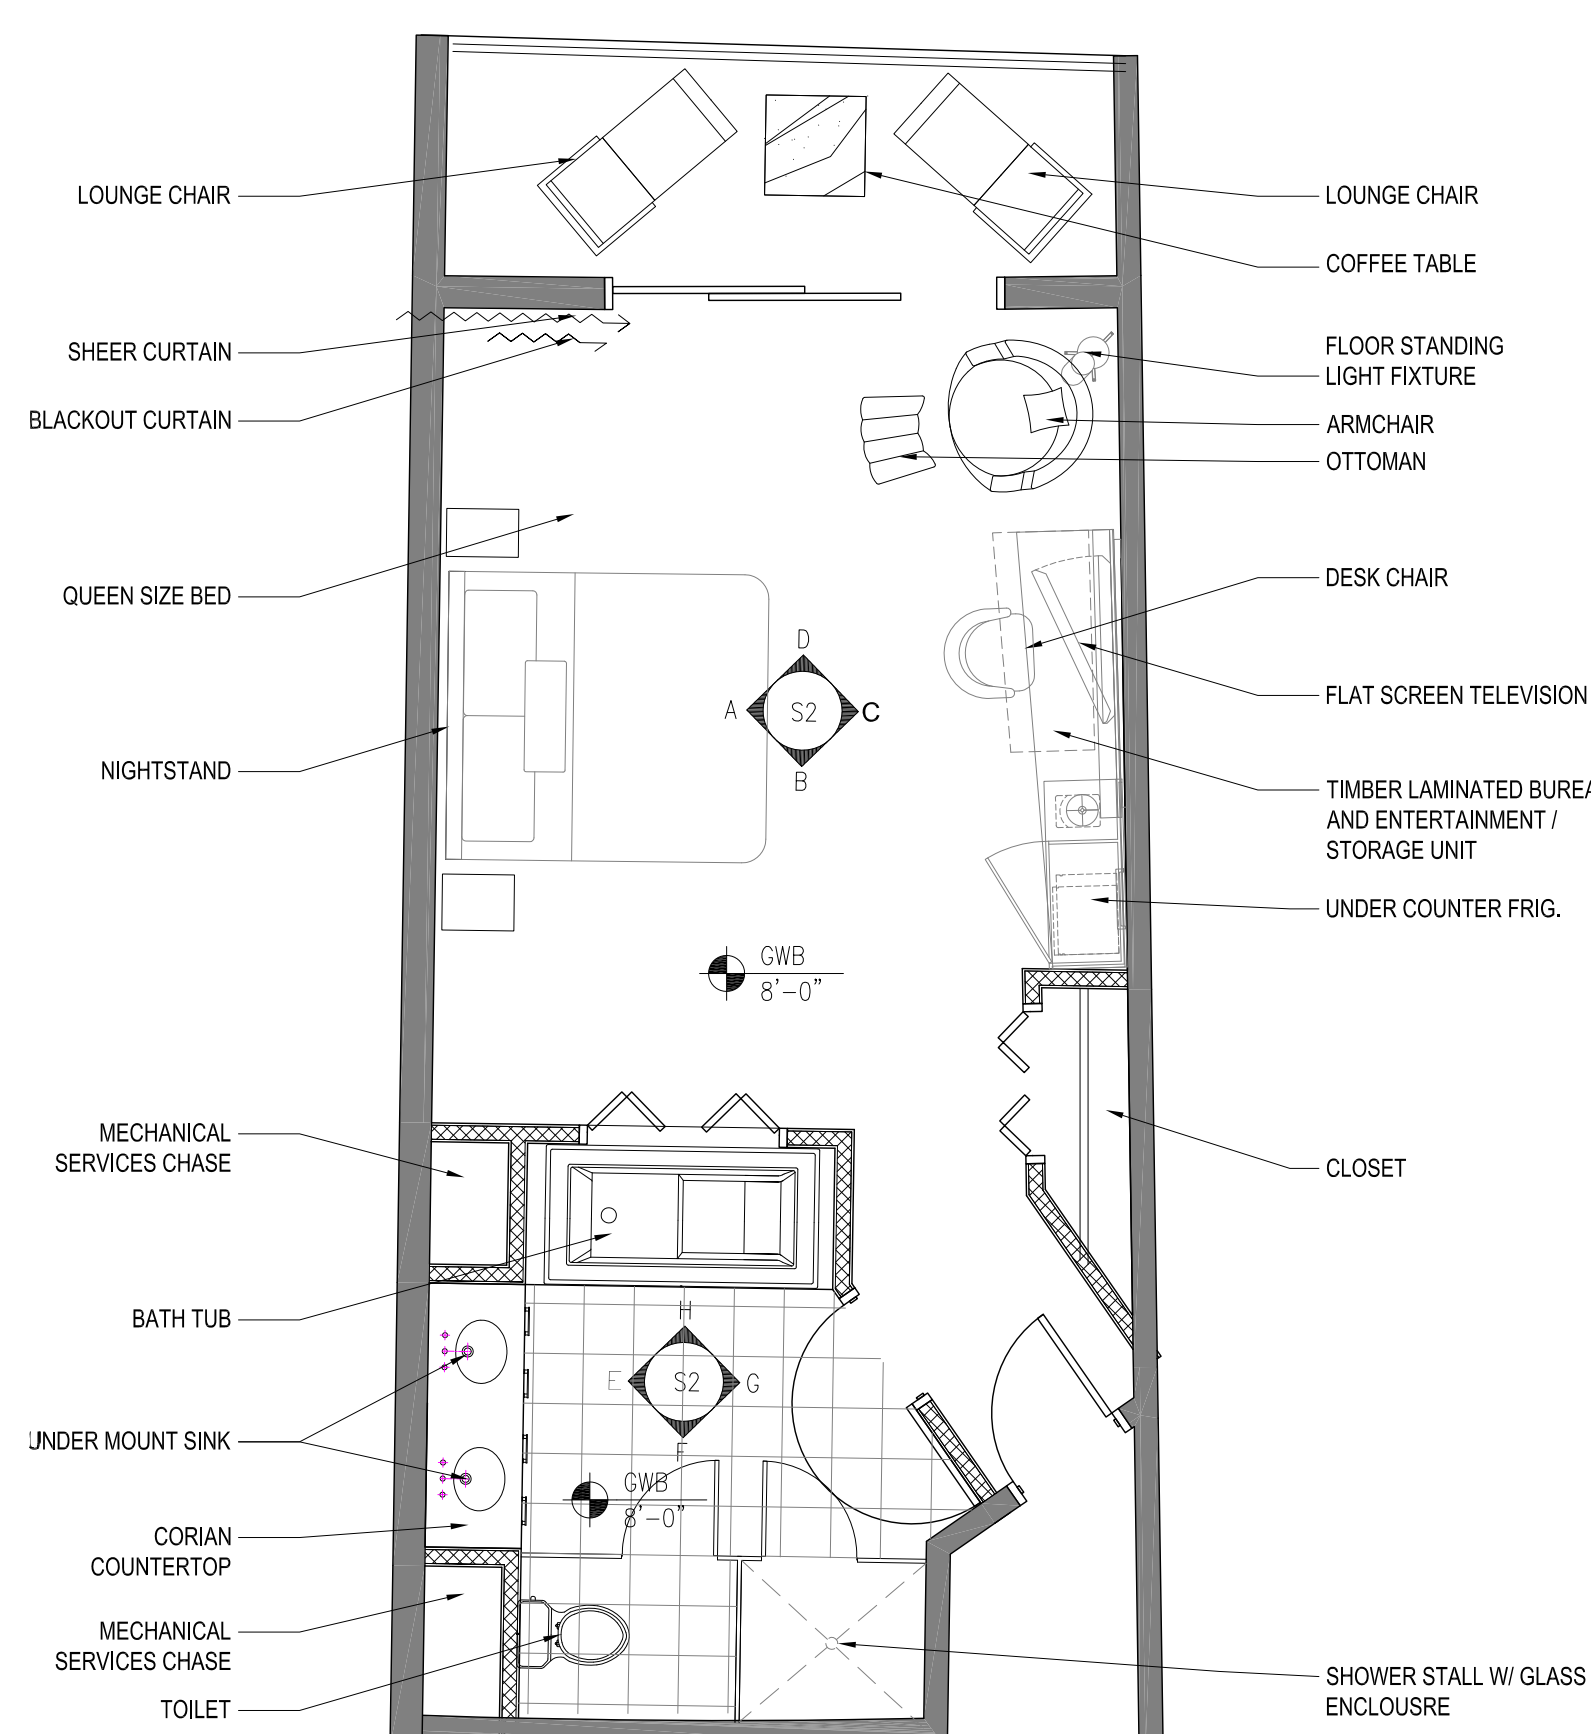 LOUNGE CHAIR
SHEER CURTAIN
BLACKOUT CURTAIN
QUEEN SIZE BED
NIGHTSTAND
MECHANICAL
SERVICES CHASE
BATH TUB
UNDER MOUNT SINK
CORIAN
COUNTERTOP
MECHANICAL
SERVICES CHASE
TOILET
D
A
S2
C
B
GWB
8'-0"
H
E
S2
G
F
GWB
8'-0"
LOUNGE CHAIR
COFFEE TABLE
FLOOR STANDING
LIGHT FIXTURE
ARMCHAIR
OTTOMAN
DESK CHAIR
FLAT SCREEN TELEVISION
TIMBER LAMINATED BUREA
AND ENTERTAINMENT /
STORAGE UNIT
UNDER COUNTER FRIG.
CLOSET
SHOWER STALL W/ GLASS
ENCLOUSRE